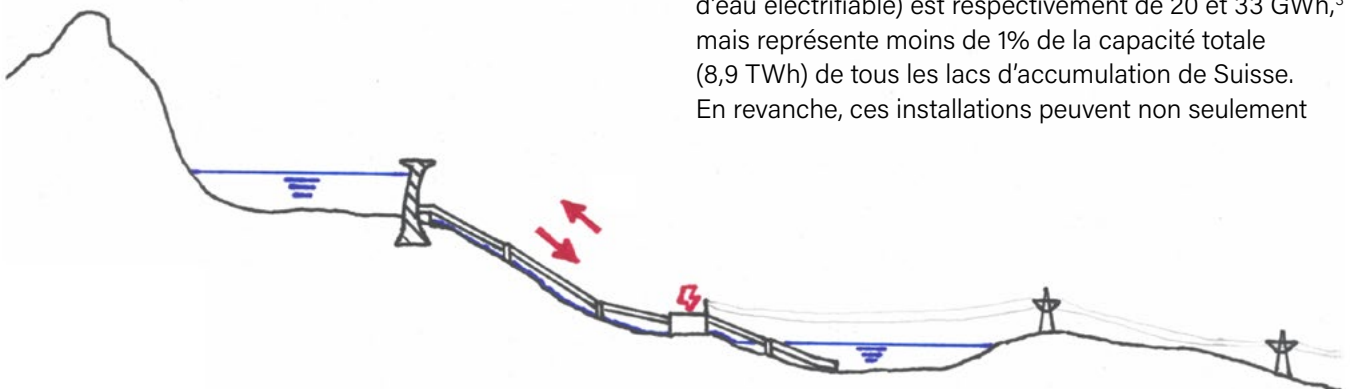 d'eau électrifiable) est respectivement de 20 et 33 GWh,³
mais représente moins de 1% de la capacité totale
(8,9 TWh) de tous les lacs d'accumulation de Suisse.
En revanche, ces installations peuvent non seulement